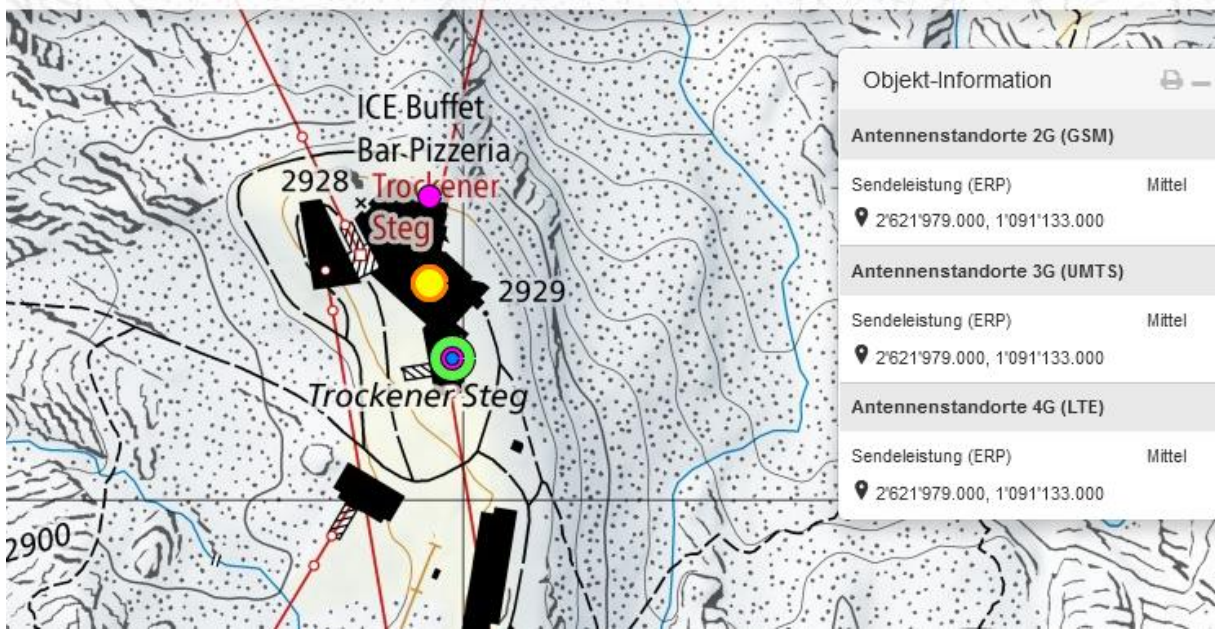 ICE Buffet
Bar Pizzeria
2928
Trockener
Steg
2929
Trockener Steg
2900
Objekt-Information
Antennenstandorte 2G (GSM)
Sendeleistung (ERP) Mittel
2'621'979.000, 1'091'133.000
Antennenstandorte 3G (UMTS)
Sendeleistung (ERP) Mittel
2'621'979.000, 1'091'133.000
Antennenstandorte 4G (LTE)
Sendeleistung (ERP) Mittel
2'621'979.000, 1'091'133.000